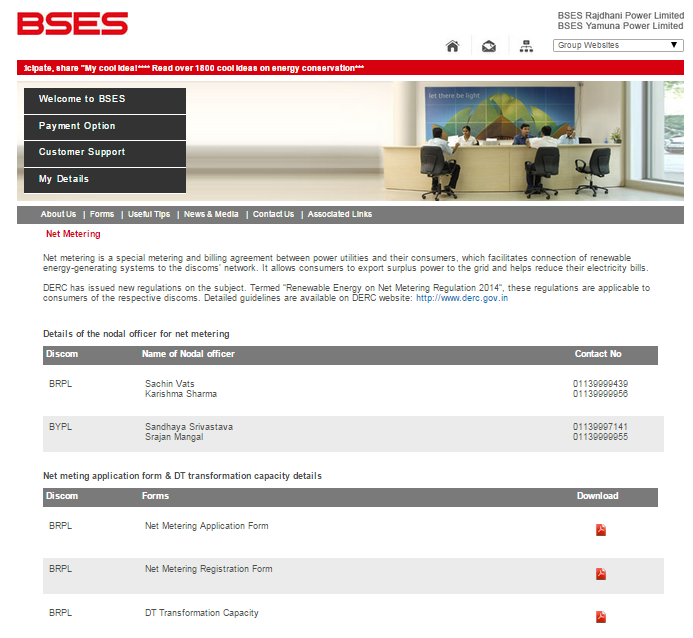 BSES
BSES Rajdhani Power Limited
BSES Yamuna Power Limited
Group Websites
icipate, share "My cool idea!**** Read over 1800 cool ideas on energy conservation***
Welcome to BSES
Payment Option
Customer Support
My Details
let there be light
About Us | Forms | Useful Tips | News & Media | Contact Us | Associated Links
Net Metering
Net metering is a special metering and billing agreement between power utilities and their consumers, which facilitates connection of renewable
energy-generating systems to the discoms' network. It allows consumers to export surplus power to the grid and helps reduce their electricity bills.
DERC has issued new regulations on the subject. Termed "Renewable Energy on Net Metering Regulation 2014", these regulations are applicable to
consumers of the respective discoms. Detailed guidelines are available on DERC website: http://www.derc.gov.in
Details of the nodal officer for net metering
Discom Name of Nodal officer Contact No
BRPL Sachin Vats 01139999439
Karishma Sharma 01139999956
BYPL Sandhaya Srivastava 01139997141
Srajan Mangal 01139999955
Net meting application form & DT transformation capacity details
Discom Forms Download
BRPL Net Metering Application Form
BRPL Net Metering Registration Form
BRPL DT Transformation Capacity